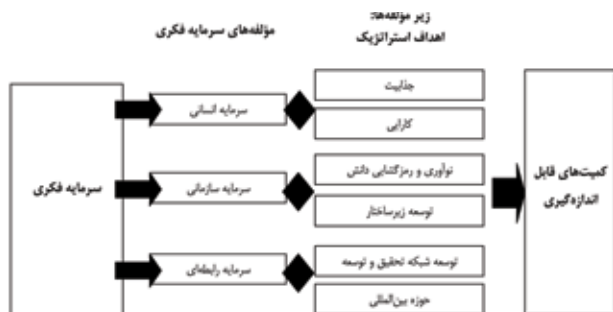 زیر مؤلفه‌ها:
مؤلفه‌های سرمایه فکری
اهداف استراتژیک
جذابیت
سرمایه انسانی
کارایی
کمیت‌های قابل
اندازه‌گیری
نوآوری و رمزگشایی دانش
سرمایه سازمانی
سرمایه فکری
توسعه زیرساختار
توسعه شبکه تحقیق و توسعه
سرمایه رابطه‌ای
حوزه بین‌المللی